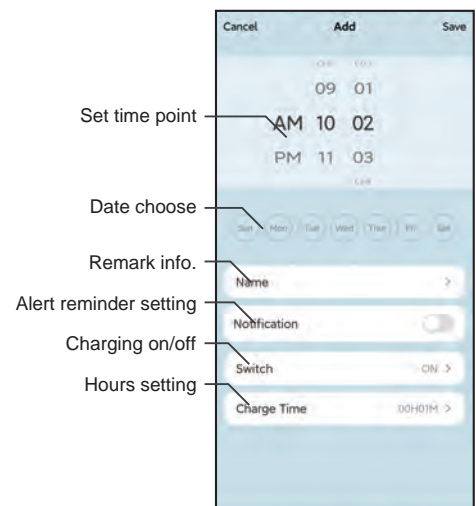 Cancel Add Save
09 01
Set time point
AM 10 02
PM 11 03
Date choose
Sun Mon Tue Wed Thu Fri Sat
Remark info.
Name >
Alert reminder setting
Notification
Charging on/off
Switch ON >
Hours setting
Charge Time 00H01M >